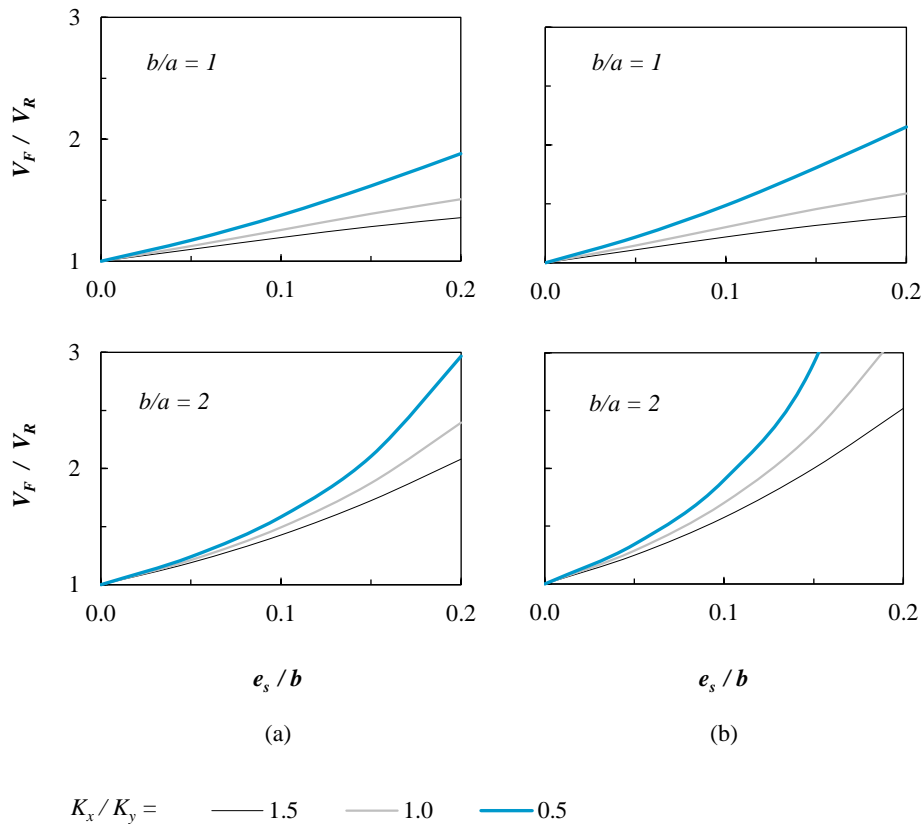 3
b/a = 1
b/a = 1
V_F / V_R
2
1
0.0
0.1
0.2
0.0
0.1
0.2
3
b/a = 2
b/a = 2
V_F / V_R
2
1
0.0
0.1
0.2
0.0
0.1
0.2
e_s / b
e_s / b
(a)
(b)
K_x / K_y = 1.5 1.0 0.5